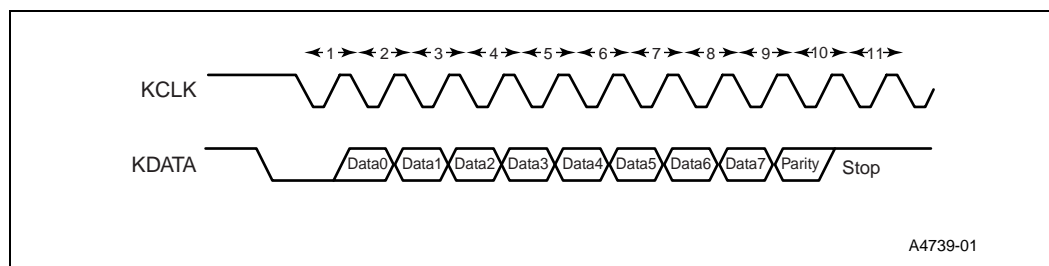 1 2 3 4 5 6 7 8 9 10 11
KCLK
KDATA Data0 Data1 Data2 Data3 Data4 Data5 Data6 Data7 Parity Stop
A4739-01